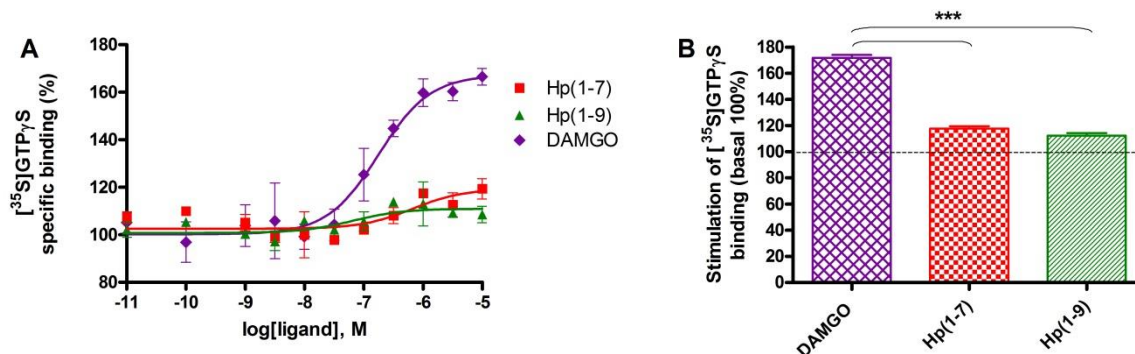 A
[³⁵S]GTPγS
specific binding (%)
180
160
140
120
100
80
-11
-10
-9
-8
-7
-6
-5
log[ligand], M
Hp(1-7)
Hp(1-9)
DAMGO
B
***
Stimulation of [³⁵S]GTPγS
binding (basal 100%)
180
160
140
120
100
80
60
40
20
0
DAMGO
Hp(1-7)
Hp(1-9)